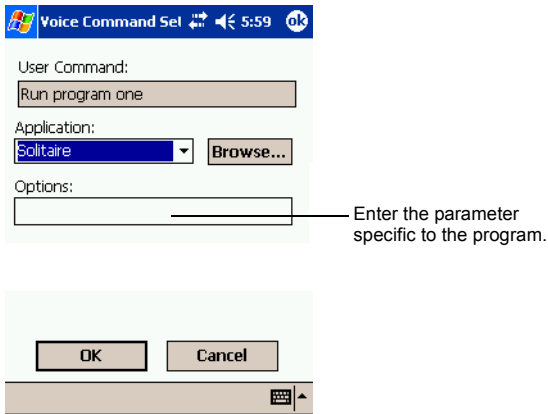 Voice Command Set 5:59 ok
User Command:
Run program one
Application:
Solitaire Browse...
Options:
Enter the parameter
specific to the program.
OK Cancel